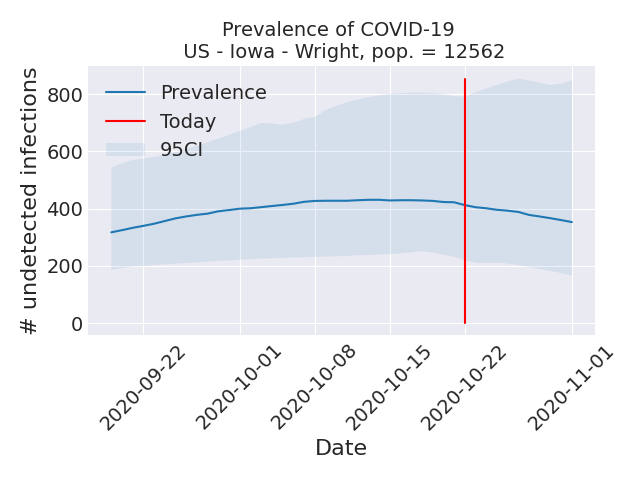 Prevalence of COVID-19
US - Iowa - Wright, pop. = 12562
# undetected infections
800
600
400
200
0
Prevalence
Today
95CI
2020-09-22
2020-10-01
2020-10-08
2020-10-15
2020-10-22
2020-11-01
Date